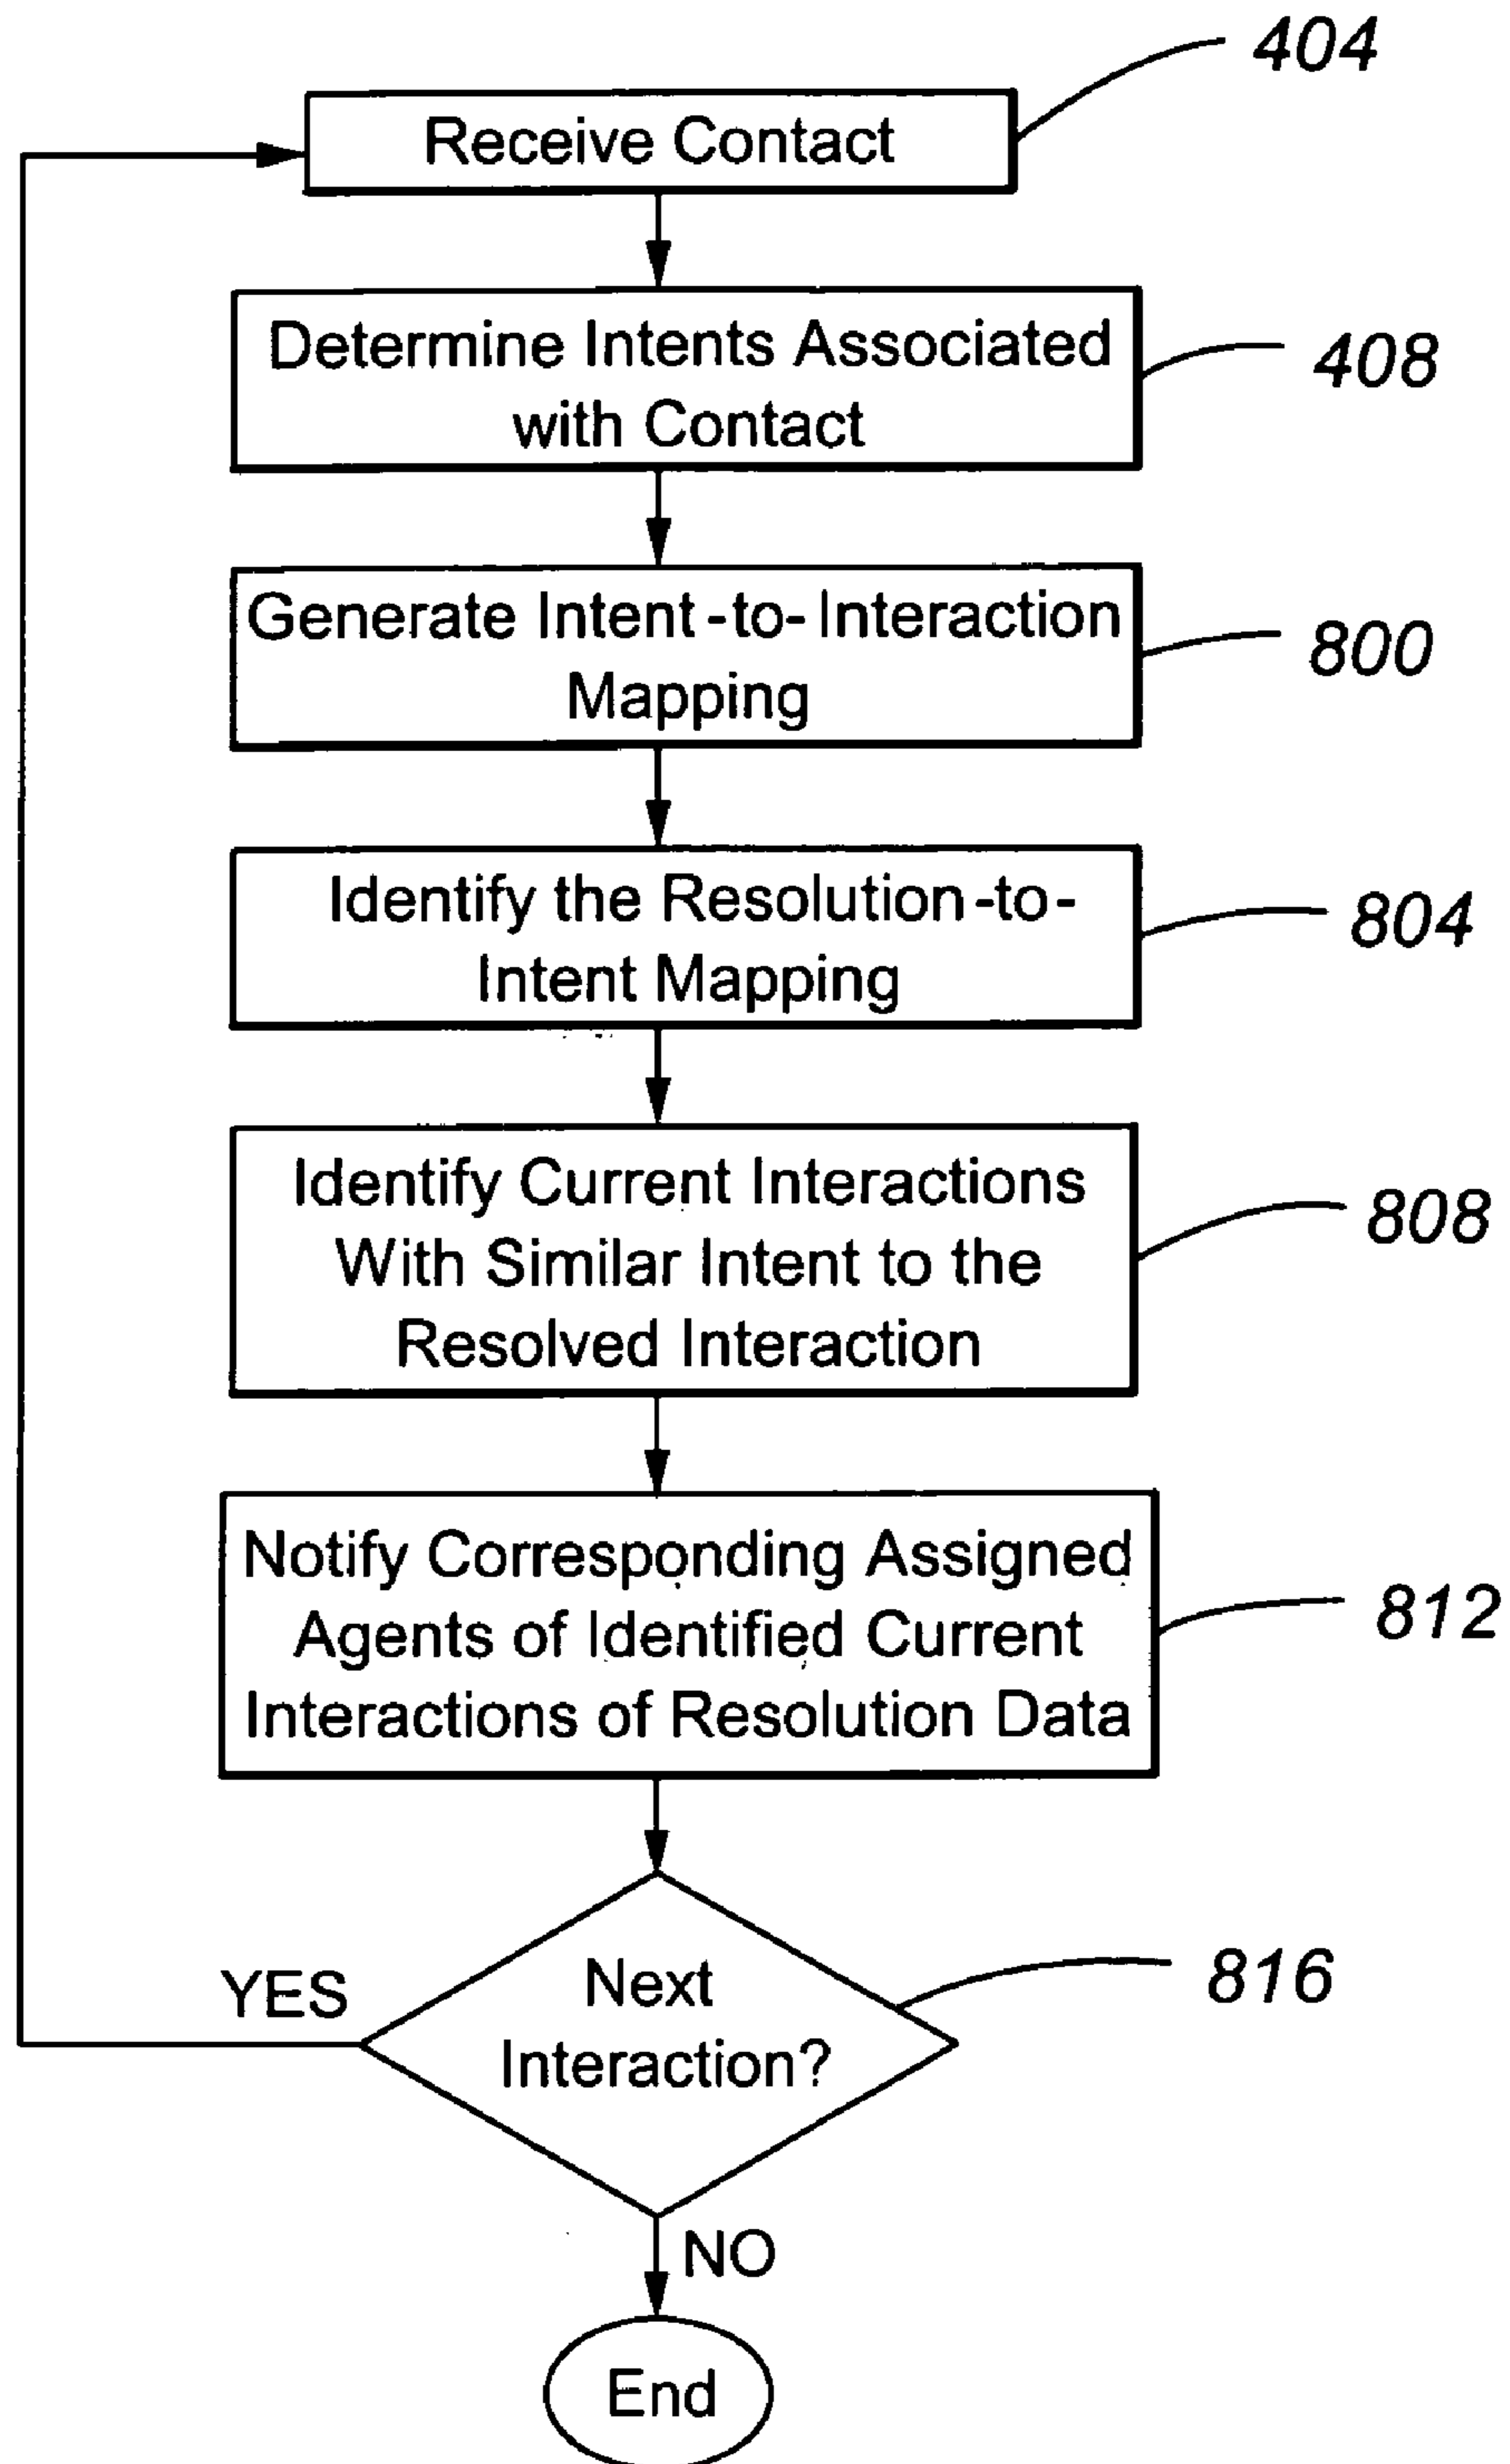 404
Receive Contact
Determine Intents Associated
with Contact
408
Generate Intent-to-Interaction
Mapping
800
Identify the Resolution-to-
Intent Mapping
804
Identify Current Interactions
With Similar Intent to the
Resolved Interaction
808
Notify Corresponding Assigned
Agents of Identified Current
Interactions of Resolution Data
812
YES
Next
Interaction?
816
NO
End